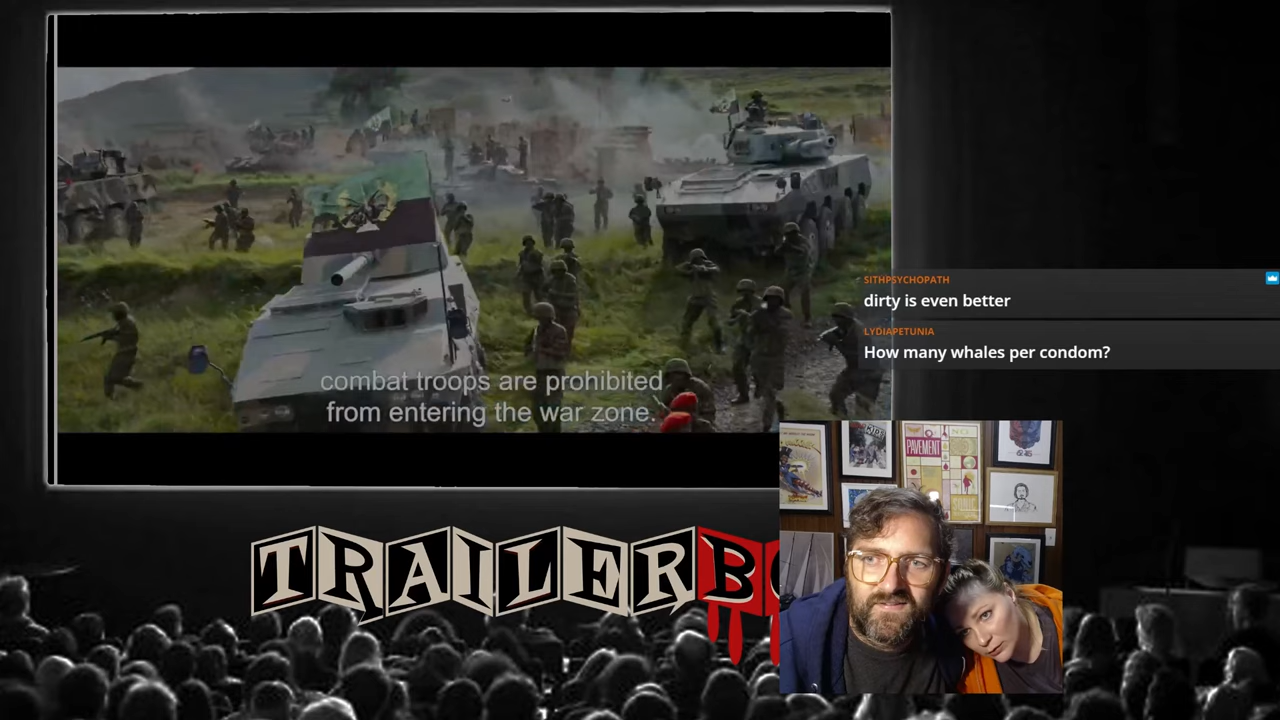 combat troops are prohibited
from entering the war zone.
SITHPSYCHOPATH
dirty is even better
LYDIAPETUNIA
How many whales per condom?
TRAILERB
PAVEMENT